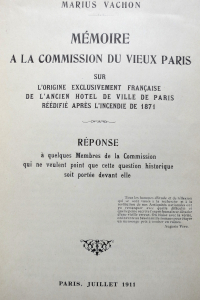 MARIUS VACHON
MÉMOIRE
A LA COMMISSION DU VIEUX PARIS
SUR
L'ORIGINE EXCLUSIVEMENT FRANÇAISE
DE L'ANCIEN HOTEL DE VILLE DE PARIS
RÉÉDIFIÉ APRÈS L'INCENDIE DE 1871
RÉPONSE
à quelques Membres de la Commission
qui ne veulent point que cette question historique
soit portée devant elle
PARIS. JUILLET 1911